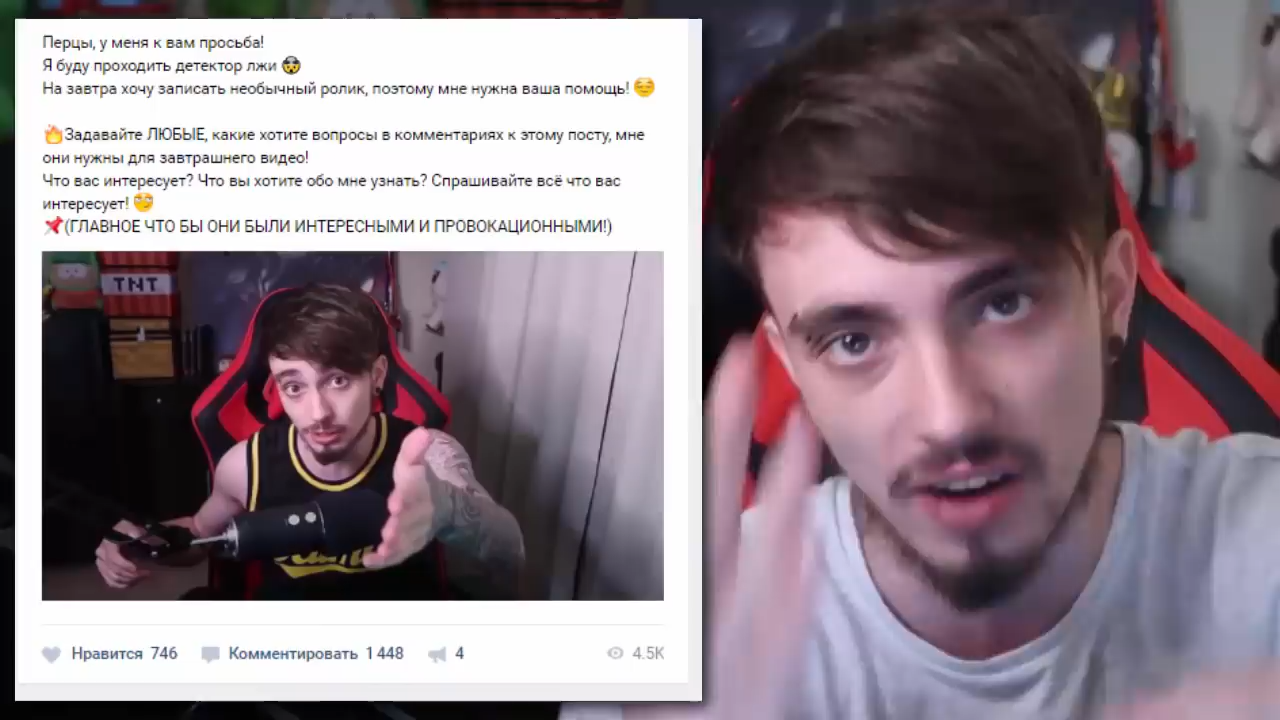 Перцы, у меня к вам просьба!
Я буду проходить детектор лжи
На завтра хочу записать необычный ролик, поэтому мне нужна ваша помощь!
Задавайте ЛЮБЫЕ, какие хотите вопросы в комментариях к этому посту, мне
они нужны для завтрашнего видео!
Что вас интересует? Что вы хотите обо мне узнать? Спрашивайте всё что вас
интересует!
(ГЛАВНОЕ ЧТО БЫ ОНИ БЫЛИ ИНТЕРЕСНЫМИ И ПРОВОКАЦИОННЫМИ!)
TNT
Нравится 746 Комментировать 1 448 4 4.5K